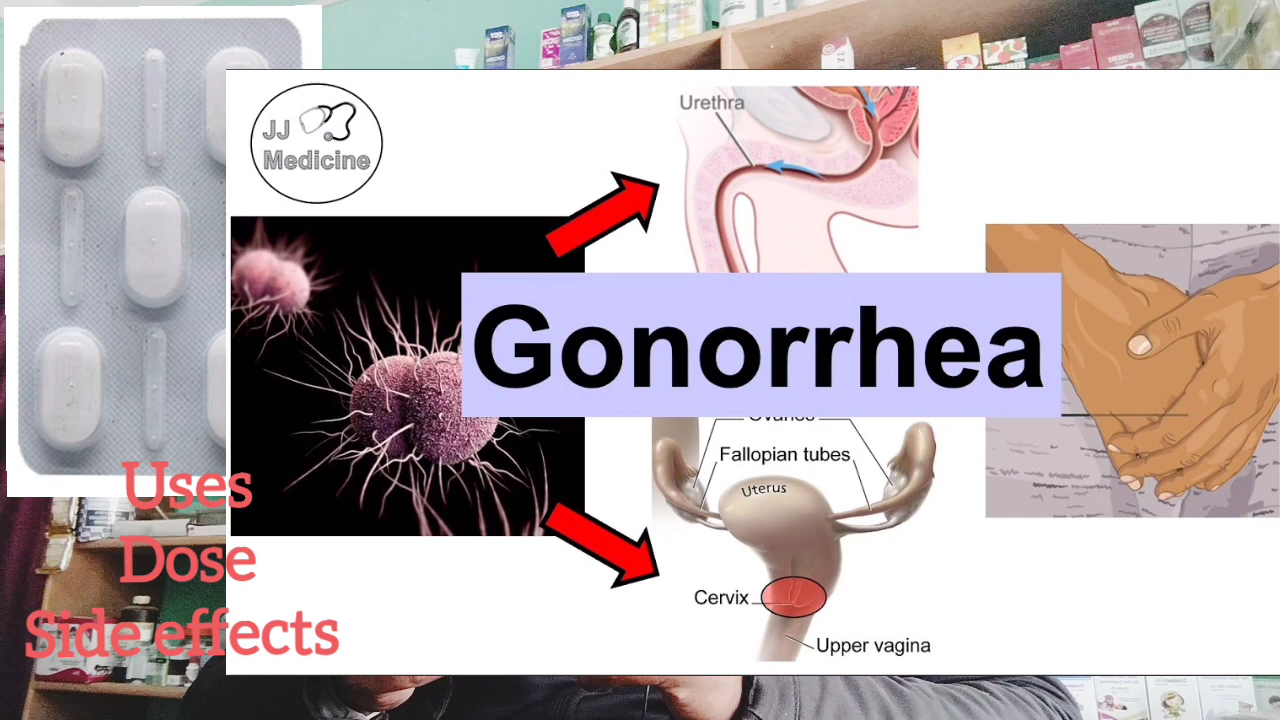 JJ
Medicine
Urethra
Gonorrhea
Ovaries
Fallopian tubes
Uterus
Cervix
Upper vagina
Uses
Dose
Side effects